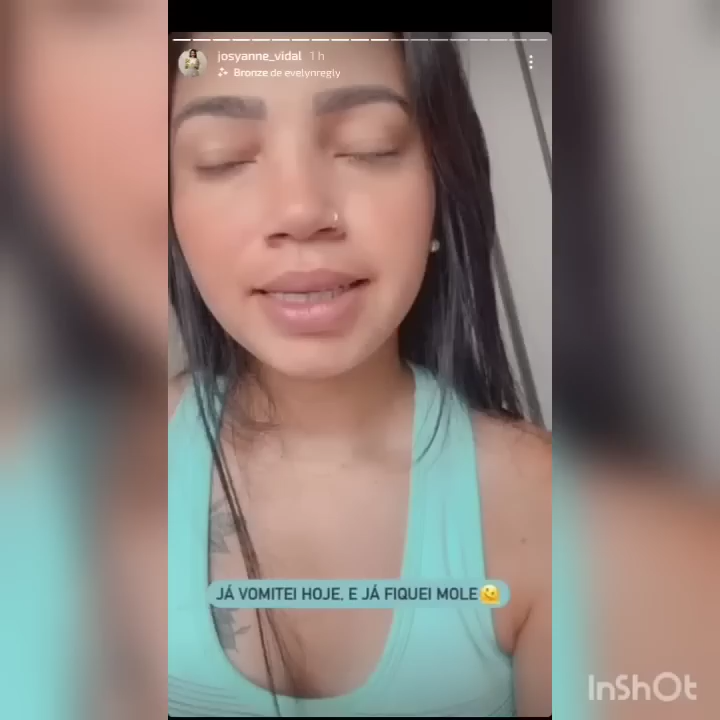 josyanne_vidal 1 h
Bronze de evelynregly
JÁ VOMITEI HOJE, E JÁ FIQUEI MOLE🫠
InShOt